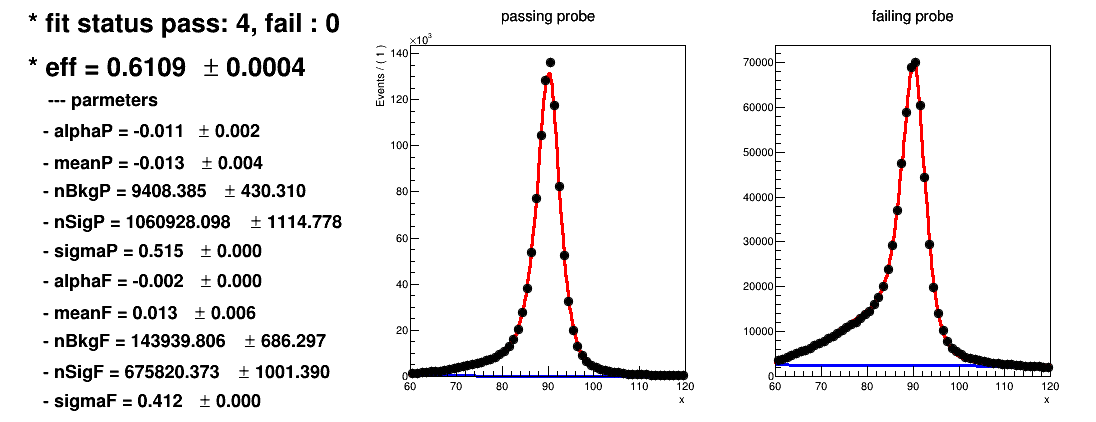 * fit status pass: 4, fail : 0
* eff = 0.6109 ± 0.0004
--- parmeters
- alphaP = -0.011 ± 0.002
- meanP = -0.013 ± 0.004
- nBkgP = 9408.385 ± 430.310
- nSigP = 1060928.098 ± 1114.778
- sigmaP = 0.515 ± 0.000
- alphaF = -0.002 ± 0.000
- meanF = 0.013 ± 0.006
- nBkgF = 143939.806 ± 686.297
- nSigF = 675820.373 ± 1001.390
- sigmaF = 0.412 ± 0.000
passing probe
×10³
Events / ( 1 )
140
120
100
80
60
40
20
0
60 70 80 90 100 110 120
x
failing probe
70000
60000
50000
40000
30000
20000
10000
0
60 70 80 90 100 110 120
x